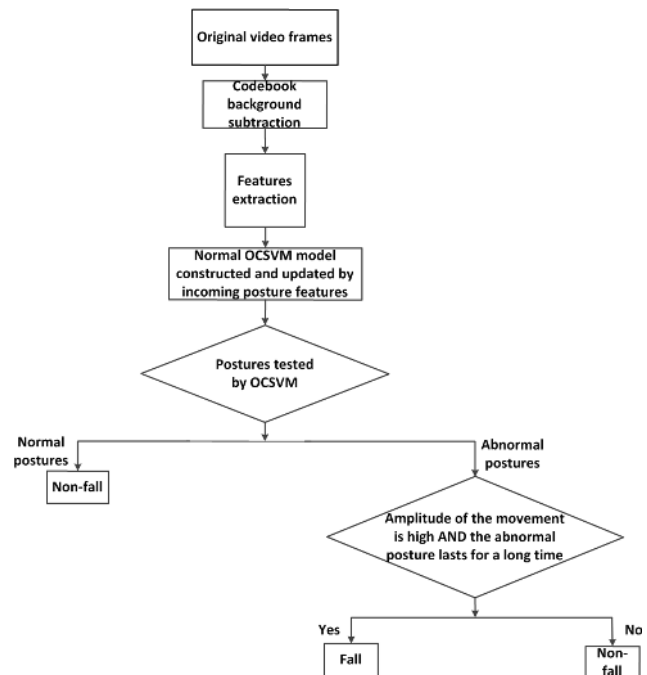 Original video frames
Codebook
background
subtraction
Features
extraction
Normal OCSVM model
constructed and updated by
incoming posture features
Postures tested
by OCSVM
Normal
postures
Abnormal
postures
Non-fall
Amplitude of the movement
is high AND the abnormal
posture lasts for a long time
Yes
No
Fall
Non-
fall